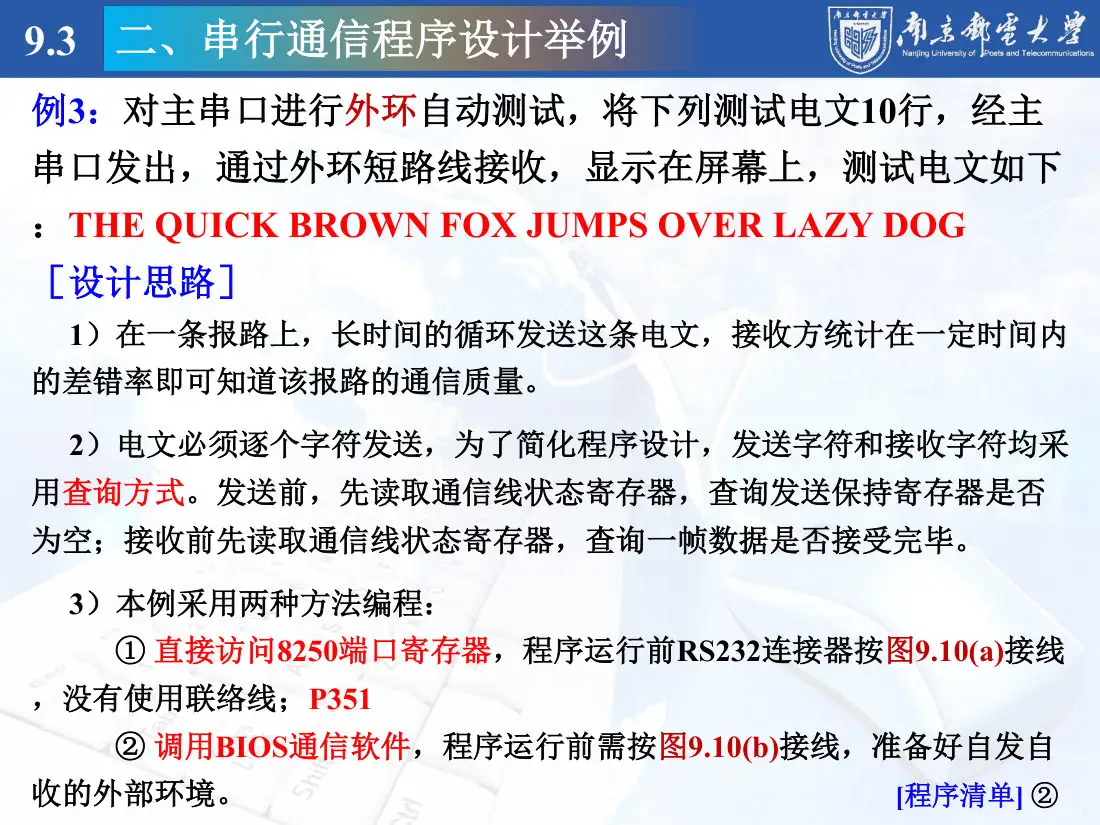 9.3 二、串行通信程序设计举例
南京邮电大学
Nanjing University of Posts and Telecommunications
例3：对主串口进行外环自动测试，将下列测试电文10行，经主
串口发出，通过外环短路线接收，显示在屏幕上，测试电文如下
：THE QUICK BROWN FOX JUMPS OVER LAZY DOG
［设计思路］
1）在一条报路上，长时间的循环发送这条电文，接收方统计在一定时间内
的差错率即可知道该报路的通信质量。
2）电文必须逐个字符发送，为了简化程序设计，发送字符和接收字符均采
用查询方式。发送前，先读取通信线状态寄存器，查询发送保持寄存器是否
为空；接收前先读取通信线状态寄存器，查询一帧数据是否接受完毕。
3）本例采用两种方法编程：
① 直接访问8250端口寄存器，程序运行前RS232连接器按图9.10(a)接线
，没有使用联络线；P351
② 调用BIOS通信软件，程序运行前需按图9.10(b)接线，准备好自发自
收的外部环境。
[程序清单] ②